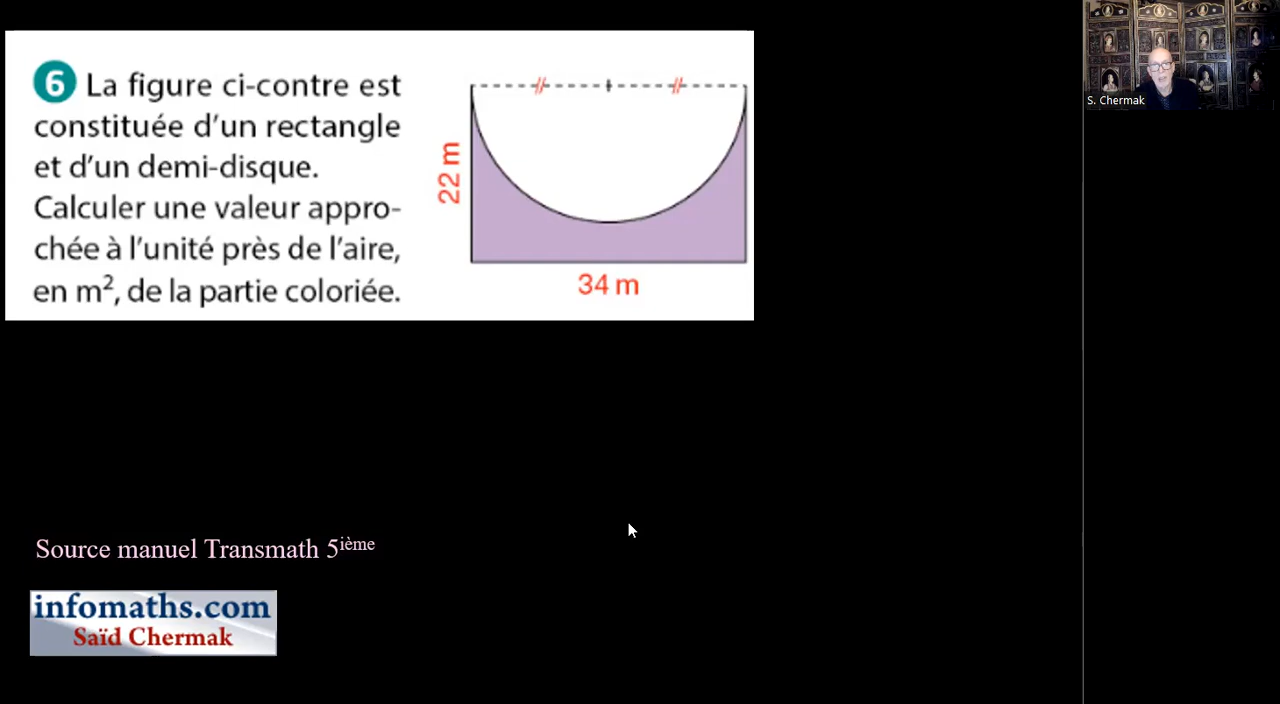 6 La figure ci-contre est
constituée d'un rectangle
et d'un demi-disque.
Calculer une valeur appro-
chée à l'unité près de l'aire,
en m², de la partie coloriée.
22 m
34 m
S. Chermak
Source manuel Transmath 5ième
infomaths.com
Saïd Chermak